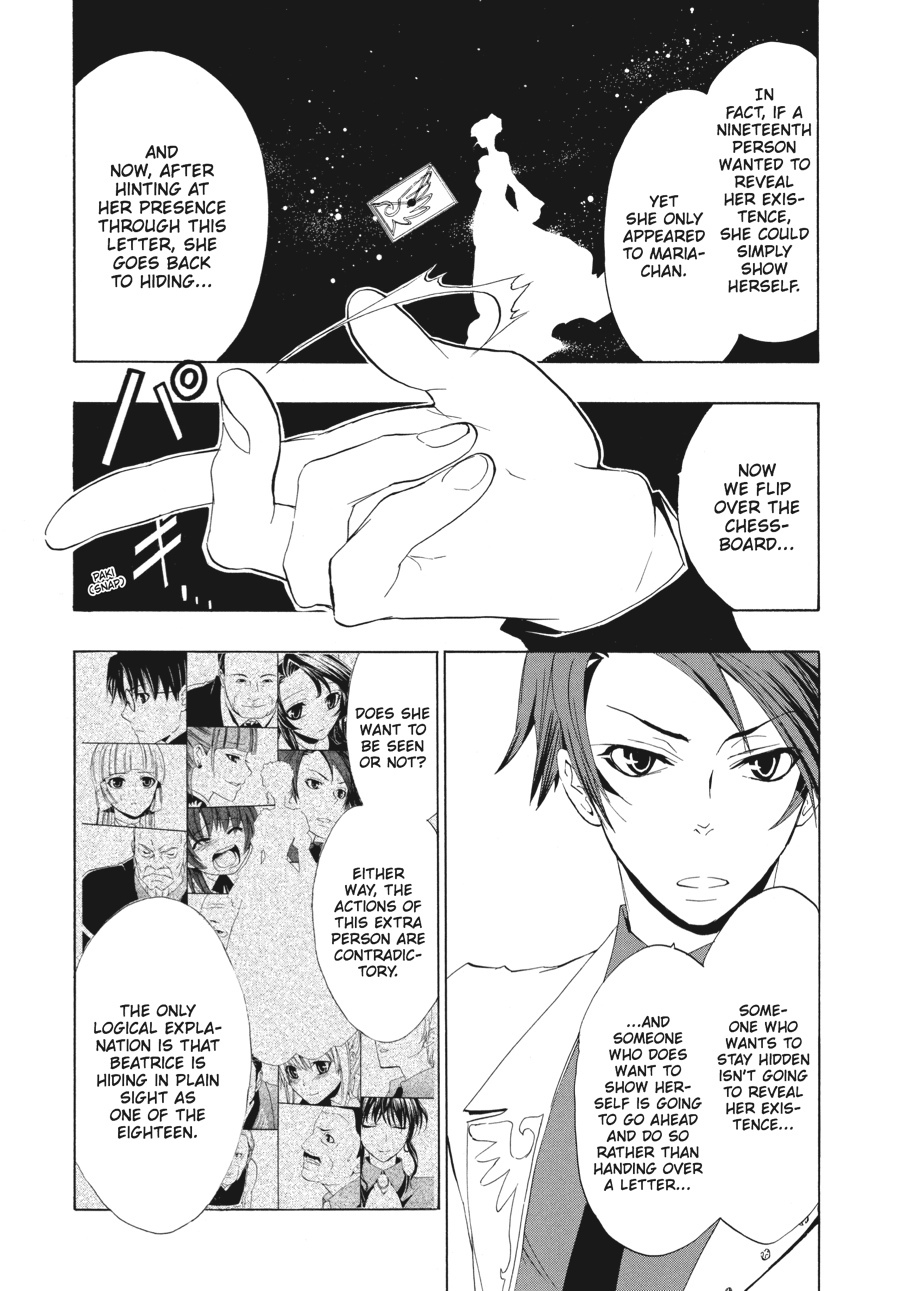 IN
FACT, IF A
NINETEENTH
PERSON
WANTED TO
REVEAL
HER EXIS-
TENCE,
SHE COULD
SIMPLY
SHOW
HERSELF.
YET
SHE ONLY
APPEARED
TO MARIA-
CHAN.
AND
NOW, AFTER
HINTING AT
HER PRESENCE
THROUGH THIS
LETTER, SHE
GOES BACK
TO HIDING...
NOW
WE FLIP
OVER THE
CHESS-
BOARD...
パキ
PAKI
(SNAP)
SOME-
ONE WHO
WANTS TO
STAY HIDDEN
ISN'T GOING
TO REVEAL
HER EXIS-
TENCE...
...AND
SOMEONE
WHO DOES
WANT TO
SHOW HER-
SELF IS GOING
TO GO AHEAD
AND DO SO
RATHER THAN
HANDING OVER
A LETTER...
DOES SHE
WANT TO
BE SEEN
OR NOT?
EITHER
WAY, THE
ACTIONS OF
THIS EXTRA
PERSON ARE
CONTRADIC-
TORY.
THE ONLY
LOGICAL EXPLA-
NATION IS THAT
BEATRICE IS
HIDING IN PLAIN
SIGHT AS
ONE OF THE
EIGHTEEN.